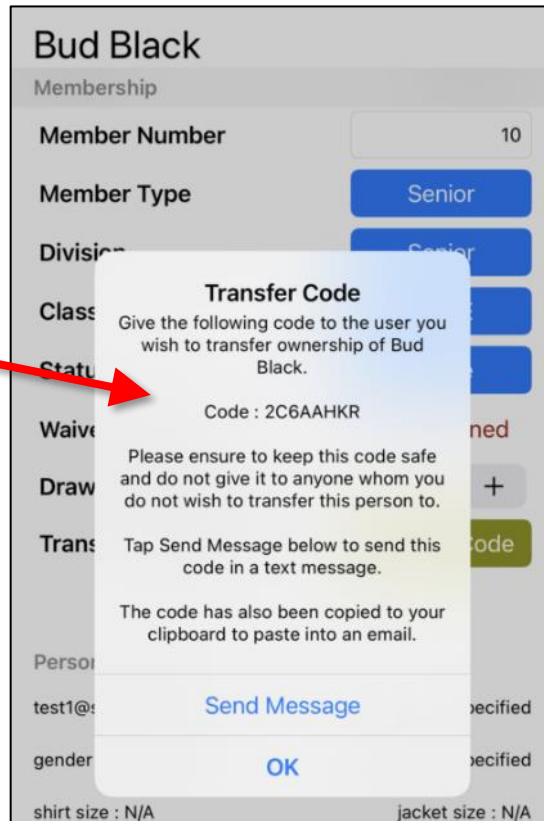 Bud Black
Membership
Member Number 10
Member Type Senior
Senior
Transfer Code
Give the following code to the user you
wish to transfer ownership of Bud
Black.
Code : 2C6AAHKR
Please ensure to keep this code safe
and do not give it to anyone whom you
do not wish to transfer this person to.
Tap Send Message below to send this
code in a text message.
The code has also been copied to your
clipboard to paste into an email.
Send Message
gender
OK
shirt size : N/A jacket size : N/A